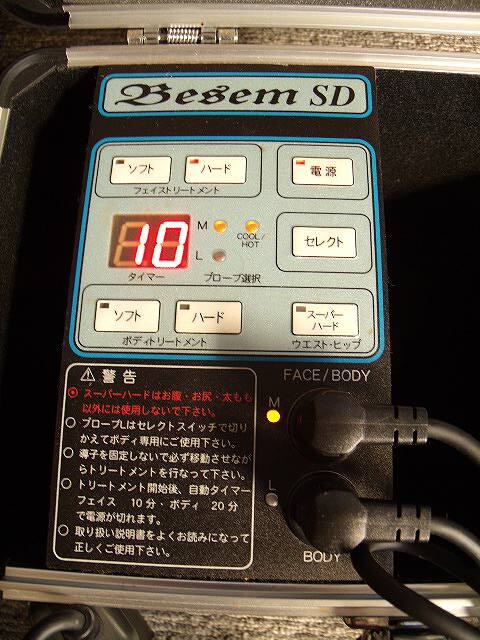 Besem SD
ソフト
ハード
電源
フェイストリートメント
10
M
L
COOL/
HOT
セレクト
タイマー
プローブ選択
ソフト
ハード
スーパー
ハード
ボディトリートメント
ウエスト・ヒップ
⚠ 警告
スーパーハードはお腹・お尻・太もも
以外には使用しないで下さい。
プローブLはセレクトスイッチで切り
かえてボディ専用にご使用下さい。
導子を固定しないで必ず移動させなが
らトリートメントを行なって下さい。
トリートメント開始後、自動タイマー
フェイス 10分・ボディ 20分
で電源が切れます。
取り扱い説明書をよくお読みになって
正しくご使用下さい。
FACE/BODY
M
L
BODY